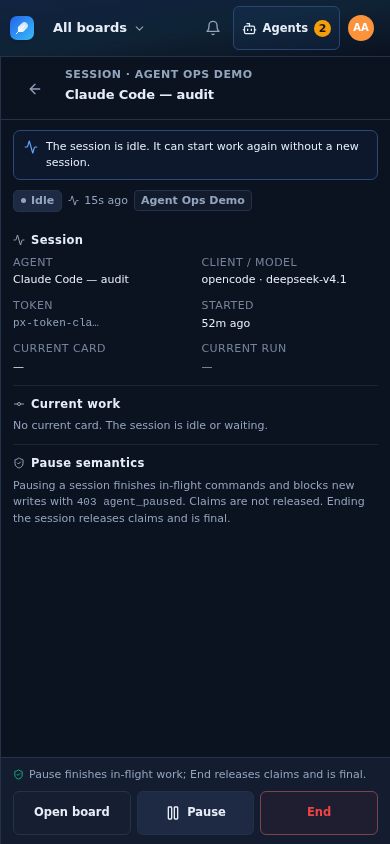 All boards
Agents 2
AA
SESSION · AGENT OPS DEMO
Claude Code — audit
The session is idle. It can start work again without a new
session.
Idle
15s ago
Agent Ops Demo
Session
AGENT
CLIENT / MODEL
Claude Code — audit
opencode · deepseek-v4.1
TOKEN
STARTED
px-token-cla…
52m ago
CURRENT CARD
CURRENT RUN
—
—
Current work
No current card. The session is idle or waiting.
Pause semantics
Pausing a session finishes in-flight commands and blocks new
writes with 403 agent_paused. Claims are not released. Ending
the session releases claims and is final.
Pause finishes in-flight work; End releases claims and is final.
Open board
Pause
End